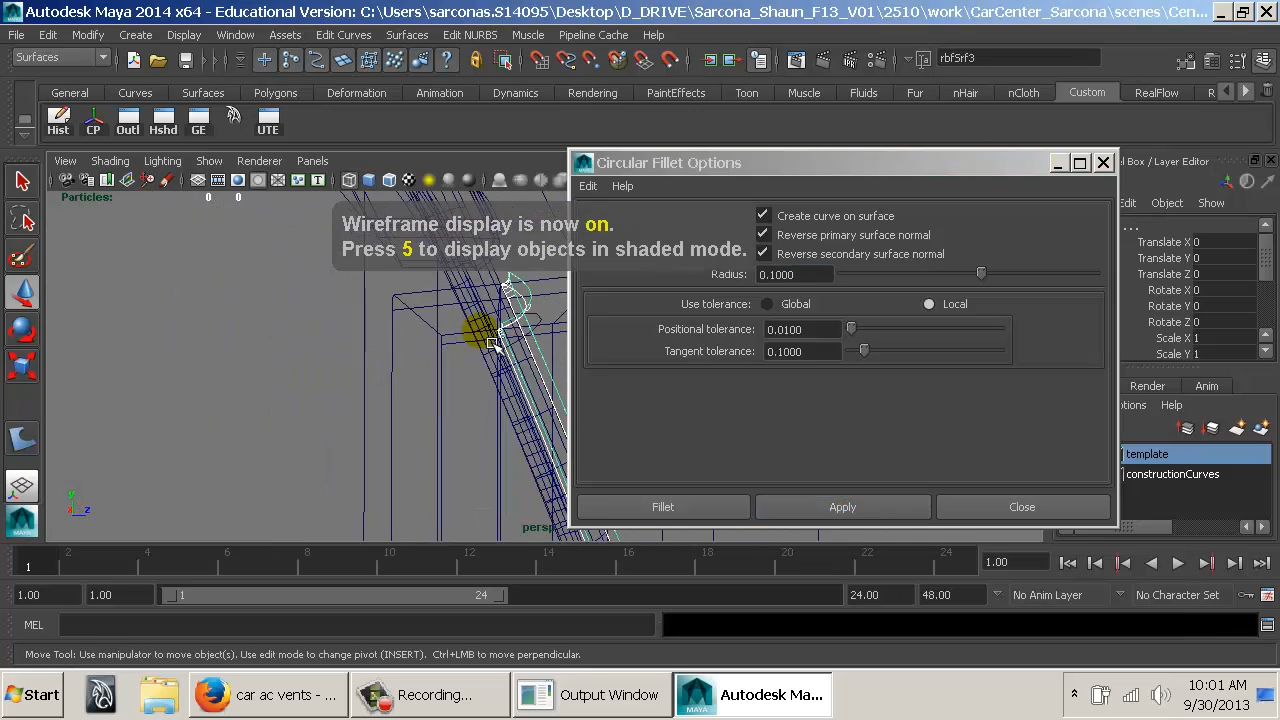 Autodesk Maya 2014 x64 - Educational Version: C:\Users\sarconas.S14095\Desktop\D_DRIVE\Sarcona_Shaun_F13_V01\2510\work\CarCenter_Sarcona\scenes\Cen...
File Edit Modify Create Display Window Assets Edit Curves Surfaces Edit NURBS Muscle Pipeline Cache Help
Surfaces
rbfSrf3
General Curves Surfaces Polygons Deformation Animation Dynamics Rendering PaintEffects Toon Muscle Fluids Fur nHair nCloth Custom RealFlow R
Hist CP Outl Hshd GE UTE
View Shading Lighting Show Renderer Panels
Circular Fillet Options
Box / Layer Editor
Particles: 0 0
Edit Help
dit Object Show
Wireframe display is now on.
Press 5 to display objects in shaded mode.
Create curve on surface
Reverse primary surface normal
Reverse secondary surface normal
Radius: 0.1000
Use tolerance: Global Local
Positional tolerance: 0.0100
Tangent tolerance: 0.1000
Fillet Apply Close
...
Translate X 0
Translate Y 0
Translate Z 0
Rotate X 0
Rotate Y 0
Rotate Z 0
Scale X 1
Scale Y 1
Render Anim
ptions Help
template
constructionCurves
y
z
persp
2 4 6 8 10 12 14 16 18 20 22 24
1
1.00
1.00 1.00 1 24 24.00 48.00 No Anim Layer No Character Set
MEL
Move Tool: Use manipulator to move object(s). Use edit mode to change pivot (INSERT). Ctrl+LMB to move perpendicular.
Start car ac vents - ... Recording... Output Window Autodesk Ma... 10:01 AM
9/30/2013